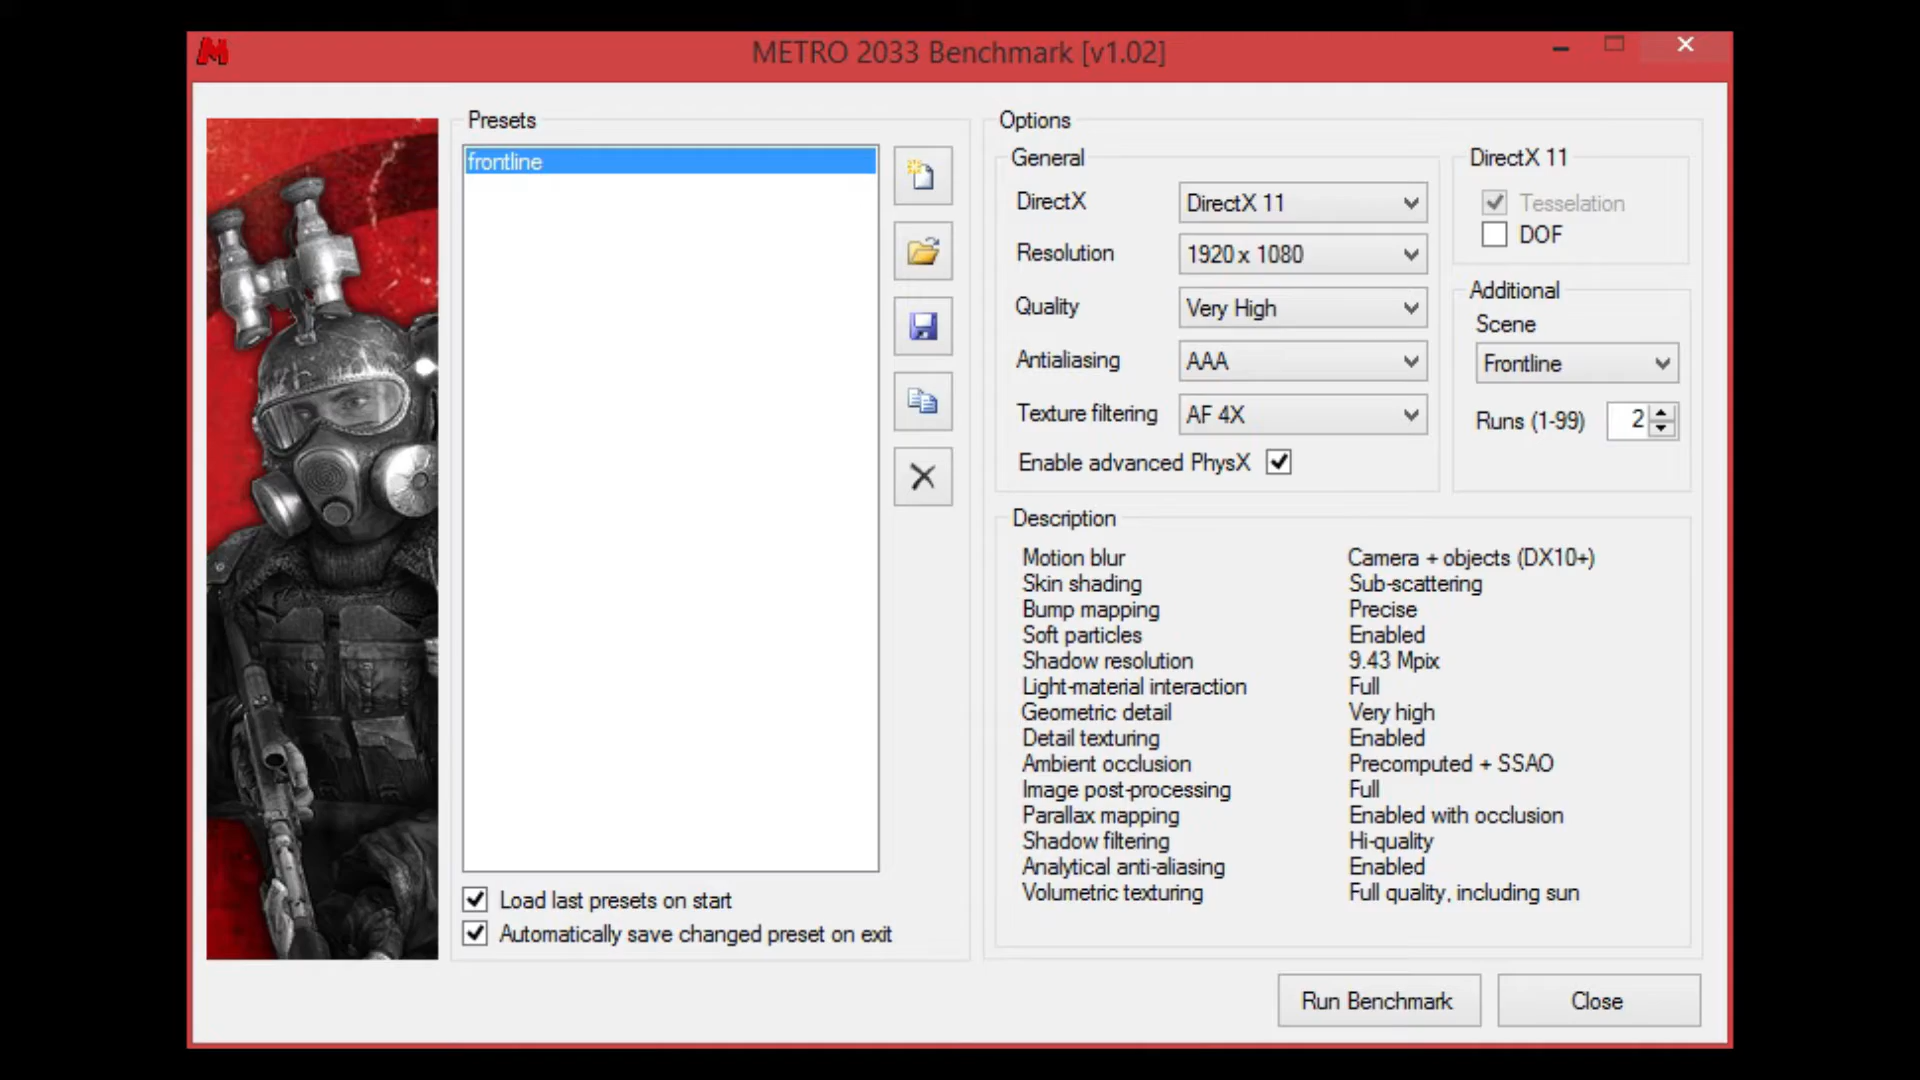 METRO 2033 Benchmark [v1.02]
Presets
frontline
Load last presets on start
Automatically save changed preset on exit
Options
General
DirectX
DirectX 11
Resolution
1920 x 1080
Quality
Very High
Antialiasing
AAA
Texture filtering
AF 4X
Enable advanced PhysX
DirectX 11
Tesselation
DOF
Additional
Scene
Frontline
Runs (1-99)
2
Description
Motion blur Camera + objects (DX10+)
Skin shading Sub-scattering
Bump mapping Precise
Soft particles Enabled
Shadow resolution 9.43 Mpix
Light-material interaction Full
Geometric detail Very high
Detail texturing Enabled
Ambient occlusion Precomputed + SSAO
Image post-processing Full
Parallax mapping Enabled with occlusion
Shadow filtering Hi-quality
Analytical anti-aliasing Enabled
Volumetric texturing Full quality, including sun
Run Benchmark
Close